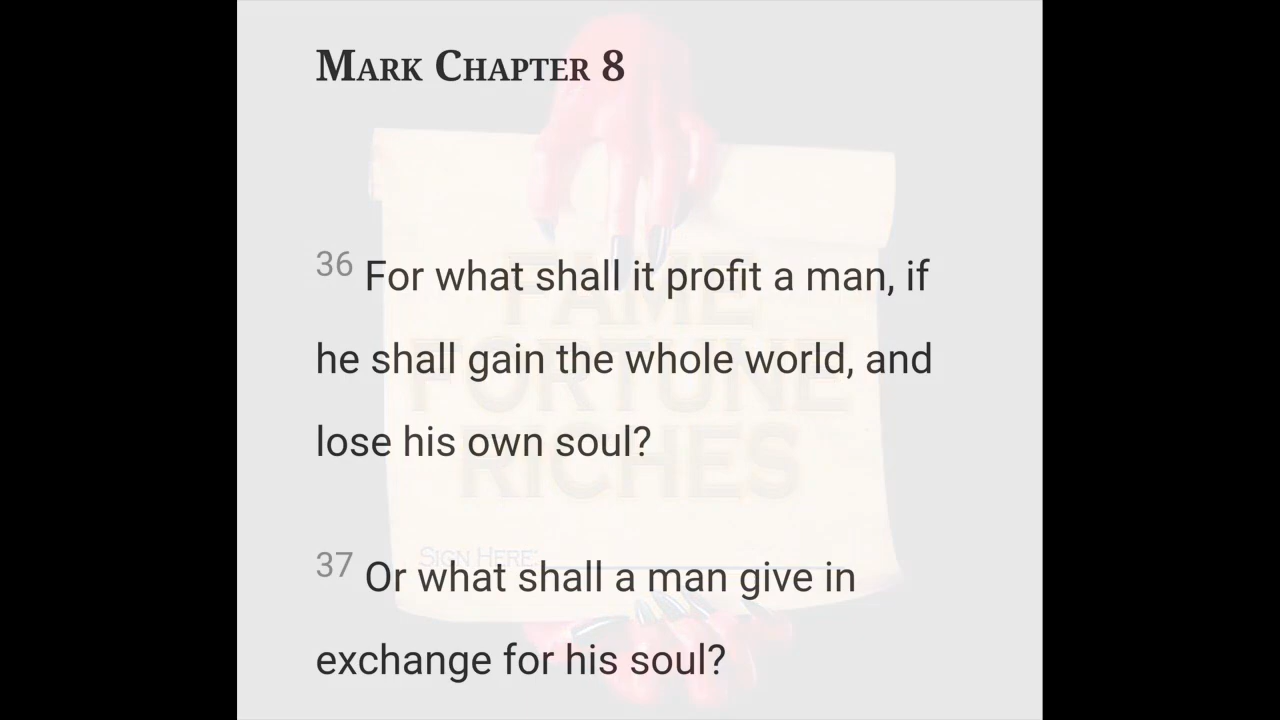 Mark Chapter 8
36 For what shall it profit a man, if
he shall gain the whole world, and
lose his own soul?
37 Or what shall a man give in
exchange for his soul?
FAME
FORTUNE
RICHES
Sign Here: